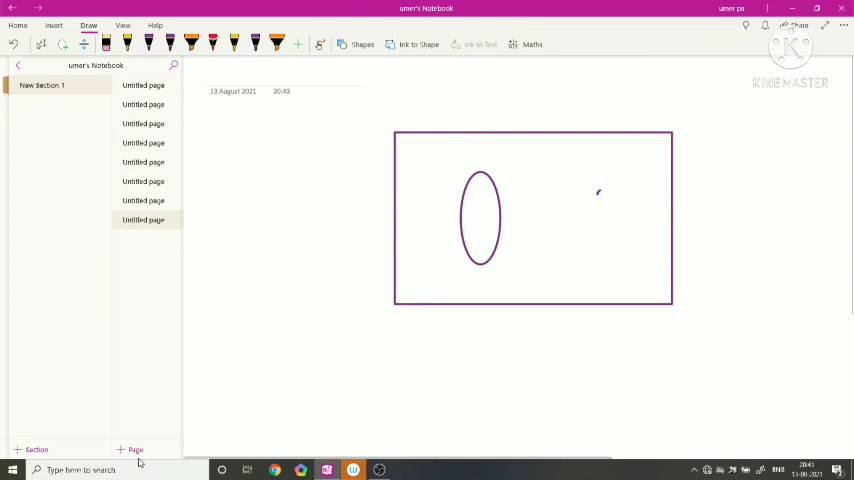 umer's Notebook
umer pa
Home Insert Draw View Help
Share
Shapes Ink to Shape Ink to Text Maths
KINEMASTER
umer's Notebook
New Section 1
Untitled page
Untitled page
Untitled page
Untitled page
Untitled page
Untitled page
Untitled page
Untitled page
13 August 2021 20:43
+ Section + Page
Type here to search
ENG
20:43
13-08-2021